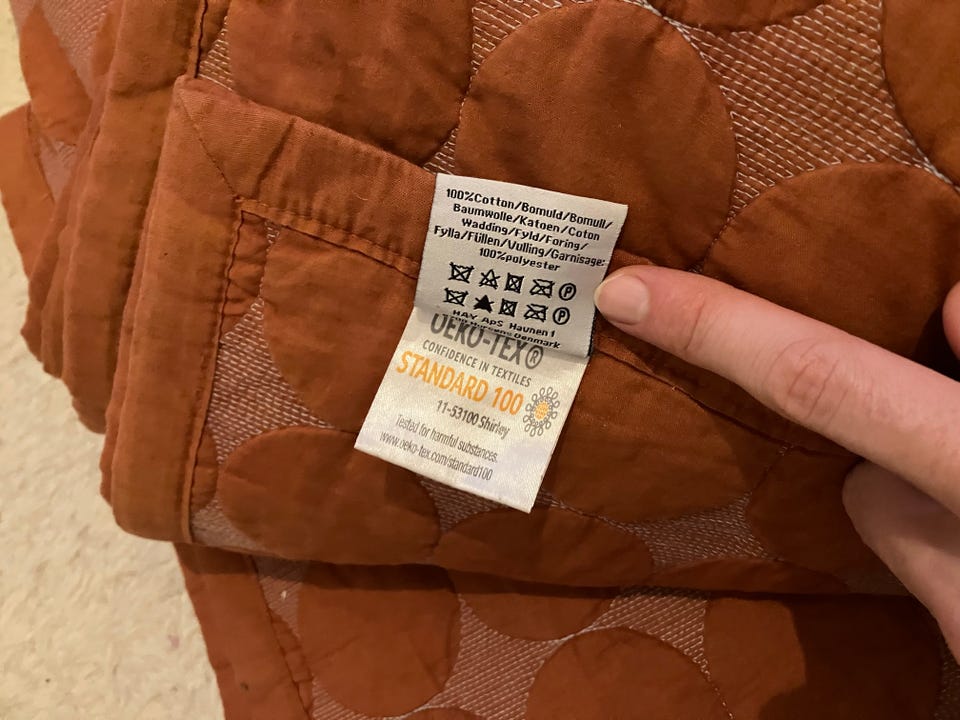 100%Cotton/Bomuld/Bomull/
Baumwolle/Katoen/Coton
Wadding/Fyld/Foring/
Fylla/Füllen/Vulling/Garnisage:
100%polyester
P
P
HAY ApS Havnen 1
Horsens Denmark
OEKO-TEX®
CONFIDENCE IN TEXTILES
STANDARD 100
11-53100 Shirley
Tested for harmful substances.
www.oeko-tex.com/standard100